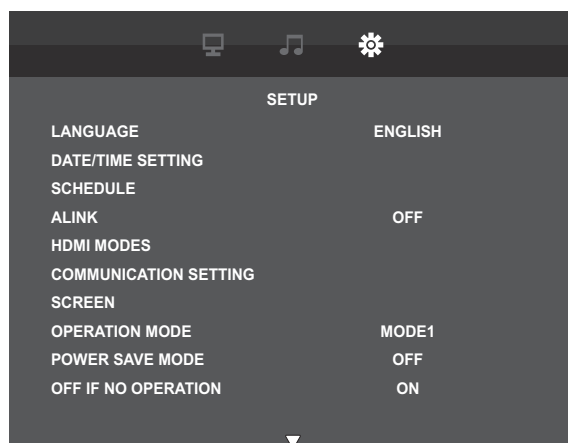 SETUP
LANGUAGE ENGLISH
DATE/TIME SETTING
SCHEDULE
ALINK OFF
HDMI MODES
COMMUNICATION SETTING
SCREEN
OPERATION MODE MODE1
POWER SAVE MODE OFF
OFF IF NO OPERATION ON